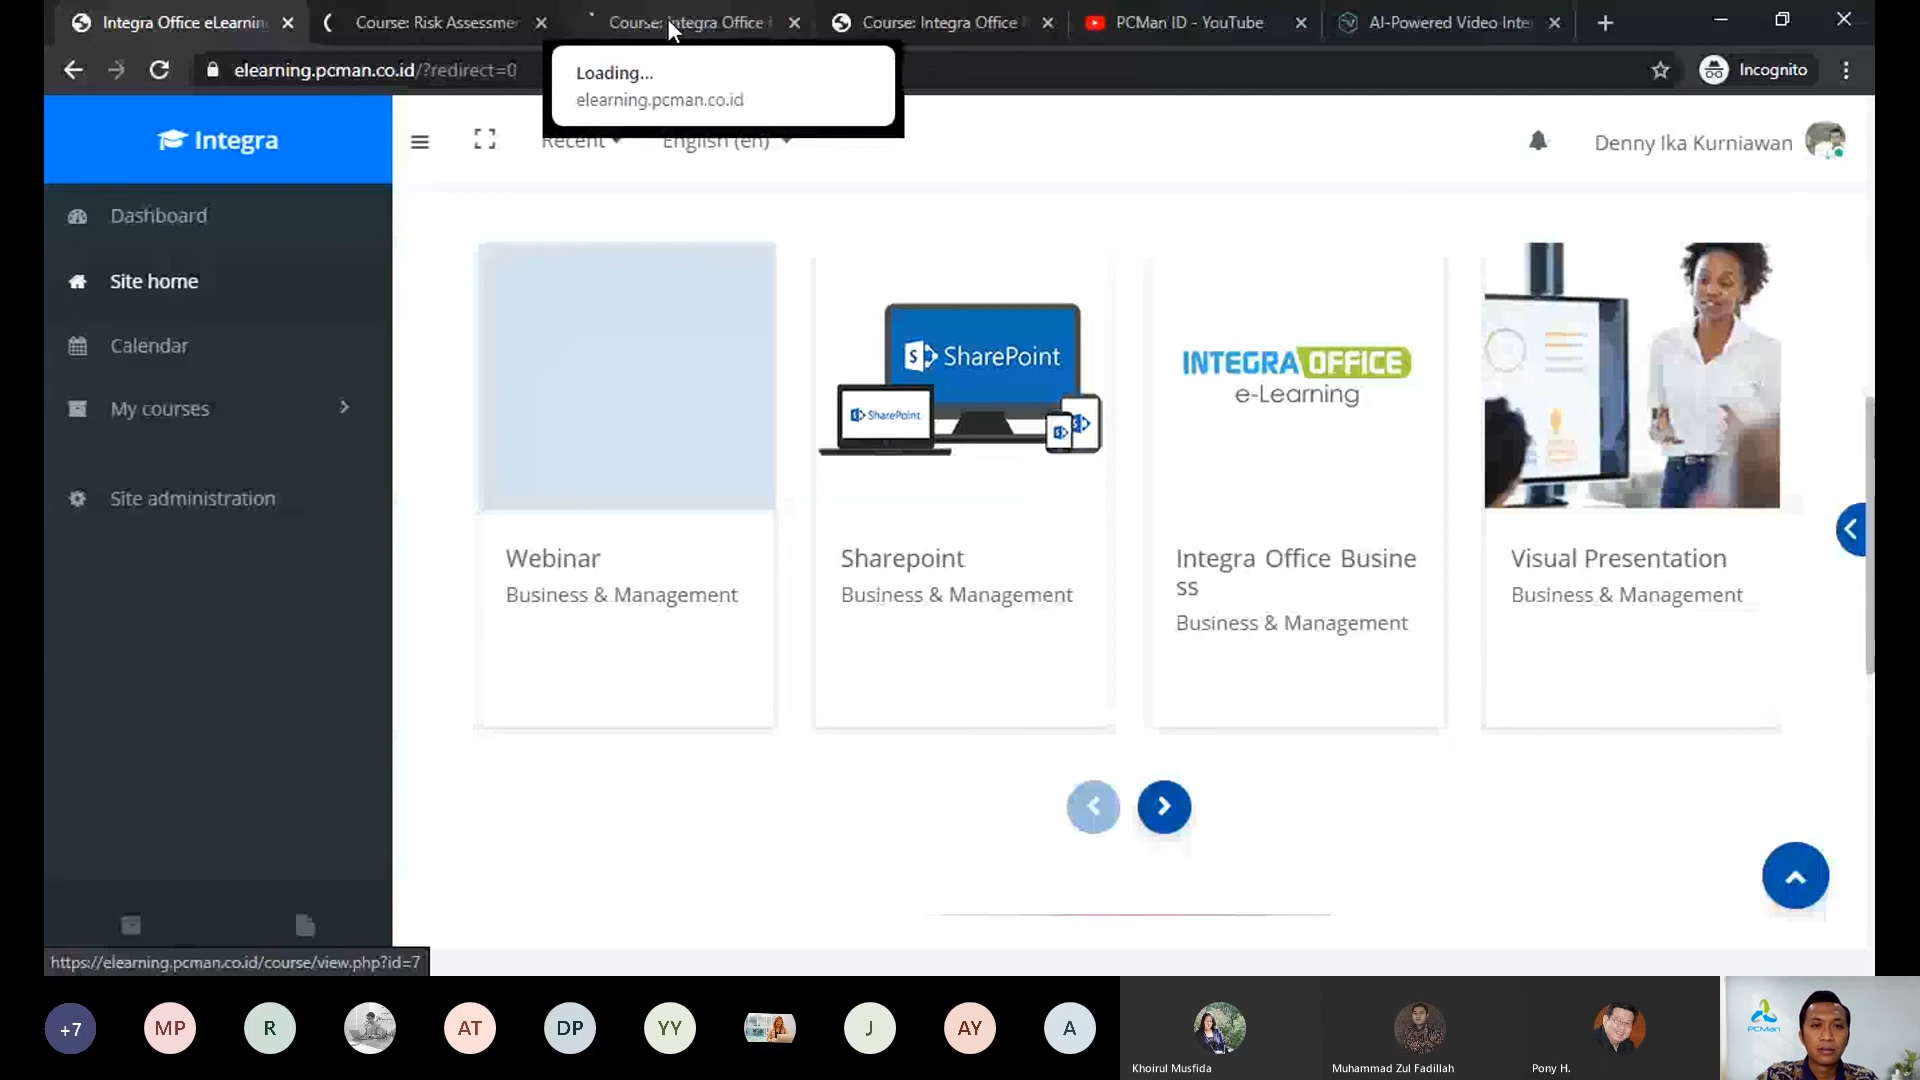 Integra Office eLearnin
Course: Risk Assessme
Course: Integra Office
Course: Integra Office
PCMan ID - YouTube
AI-Powered Video Inte
elearning.pcman.co.id/?redirect=0
Incognito
Loading...
elearning.pcman.co.id
Integra
Recent
English (en)
Denny Ika Kurniawan
Dashboard
Site home
Calendar
My courses
Site administration
SharePoint
SharePoint
INTEGRA OFFICE
e-Learning
Webinar
Business & Management
Sharepoint
Business & Management
Integra Office Busine
ss
Business & Management
Visual Presentation
Business & Management
https://elearning.pcman.co.id/course/view.php?id=7
+7
MP
R
AT
DP
YY
J
AY
A
Khoirul Musfida
Muhammad Zul Fadillah
Pony H.
PCMan